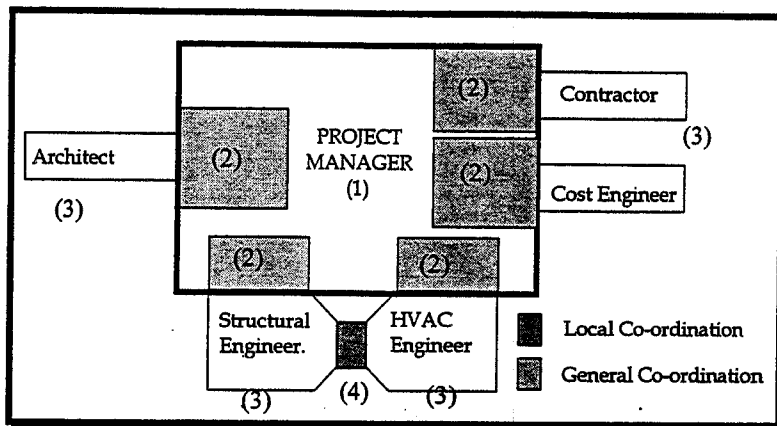 (2)
Contractor
(3)
PROJECT
MANAGER
(1)
Architect
(3)
(2)
(2)
Cost Engineer
(2)
(2)
Structural
Engineer.
(3)
HVAC
Engineer
(3)
(4)
Local Co-ordination
General Co-ordination